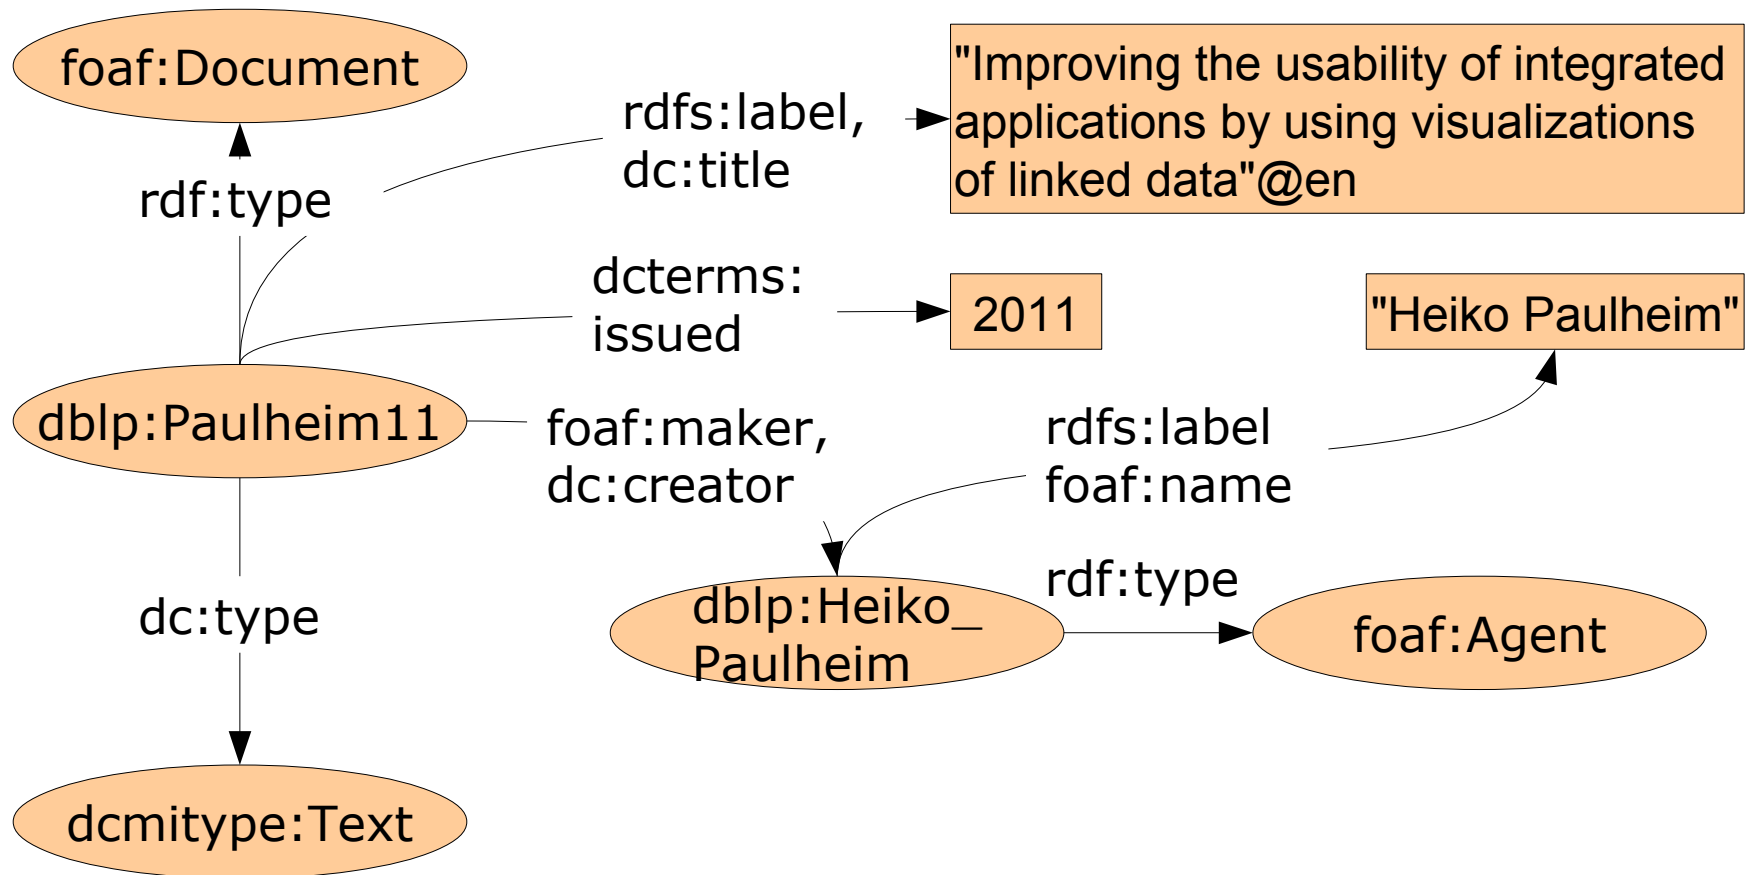 foaf:Document
"Improving the usability of integrated
applications by using visualizations
of linked data"@en
rdfs:label,
dc:title
rdf:type
dcterms:
issued
2011
"Heiko Paulheim"
dblp:Paulheim11
foaf:maker,
dc:creator
rdfs:label
foaf:name
rdf:type
dblp:Heiko_
Paulheim
foaf:Agent
dc:type
dcmitype:Text